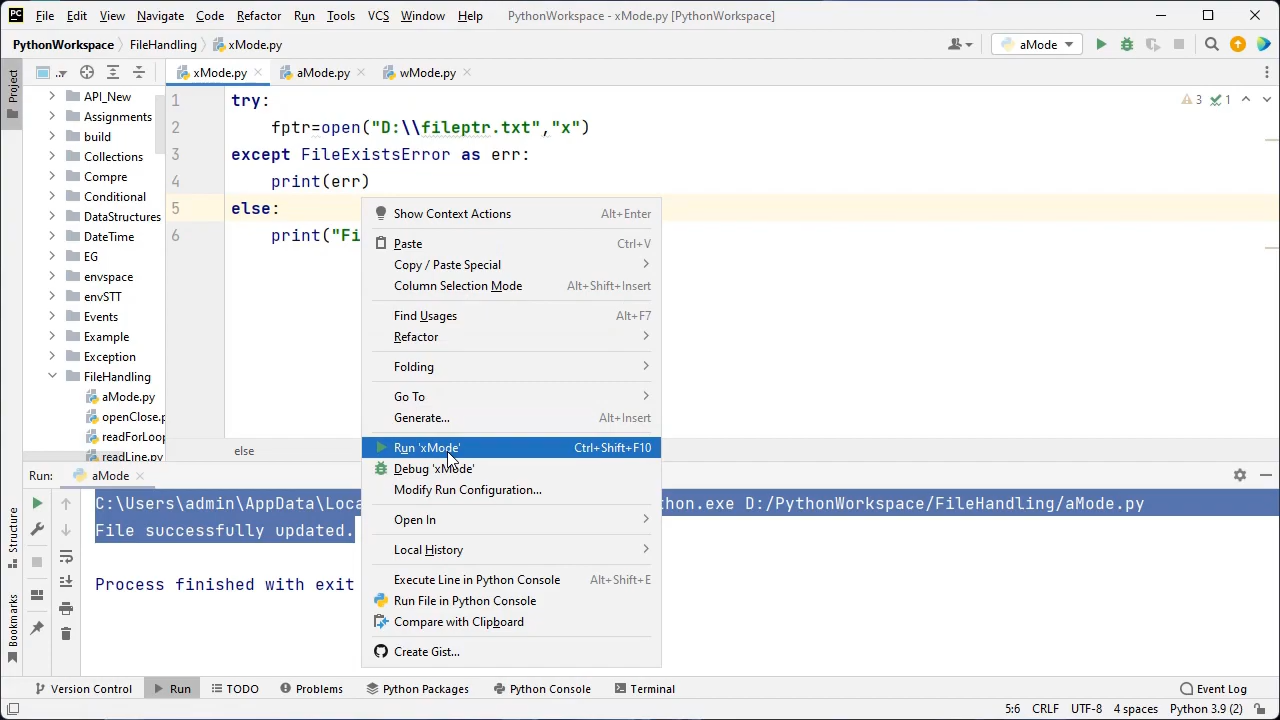 File Edit View Navigate Code Refactor Run Tools VCS Window Help PythonWorkspace - xMode.py [PythonWorkspace]
PythonWorkspace FileHandling xMode.py aMode
Project
xMode.py aMode.py wMode.py
API_New
Assignments
build
Collections
Compre
Conditional
DataStructures
DateTime
EG
envspace
envSTT
Events
Example
Exception
FileHandling
aMode.py
openClose.p
readForLoop
readLine.py
3 1
1 try:
2 fptr=open("D:\\fileptr.txt","x")
3 except FileExistsError as err:
4 print(err)
5 else:
6 print("Fi
else
Show Context Actions Alt+Enter
Paste Ctrl+V
Copy / Paste Special
Column Selection Mode Alt+Shift+Insert
Find Usages Alt+F7
Refactor
Folding
Go To
Generate... Alt+Insert
Run 'xMode' Ctrl+Shift+F10
Debug 'xMode'
Modify Run Configuration...
Open In
Local History
Execute Line in Python Console Alt+Shift+E
Run File in Python Console
Compare with Clipboard
Create Gist...
Run: aMode
C:\Users\admin\AppData\Loca thon.exe D:/PythonWorkspace/FileHandling/aMode.py
File successfully updated.
Process finished with exit
Structure
Bookmarks
Version Control Run TODO Problems Python Packages Python Console Terminal Event Log
5:6 CRLF UTF-8 4 spaces Python 3.9 (2)